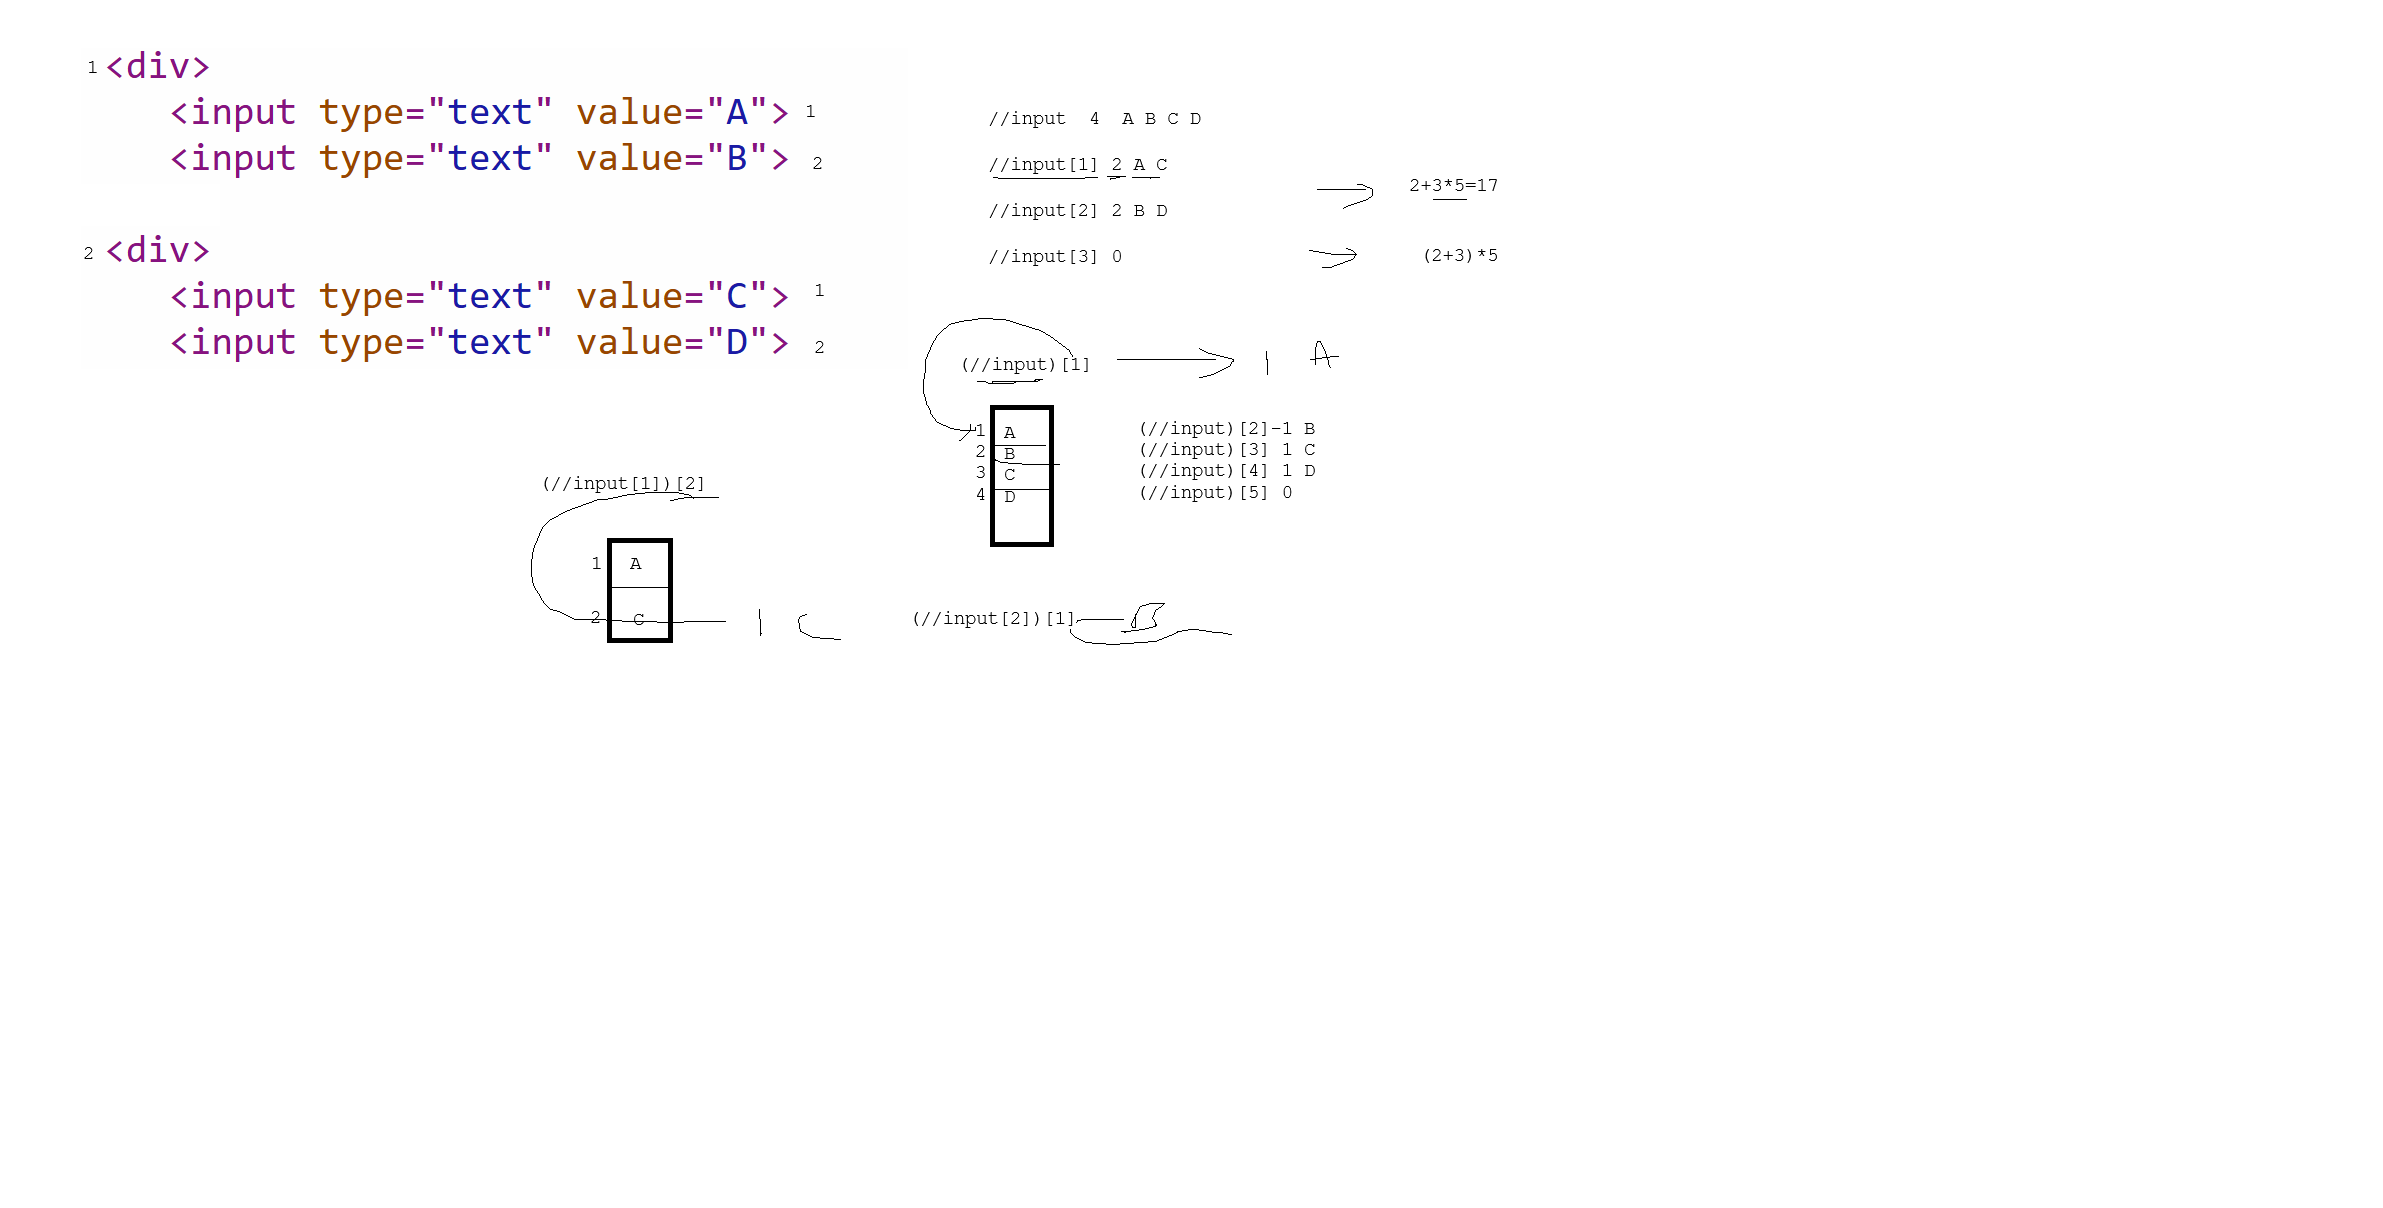 1 <div>
<input type="text" value="A"> 1
<input type="text" value="B"> 2
2 <div>
<input type="text" value="C"> 1
<input type="text" value="D"> 2
//input 4 A B C D
//input[1] 2 A C
//input[2] 2 B D
//input[3] 0
2+3*5=17
(2+3)*5
(//input)[1] 1 A
1 A
2 B
3 C
4 D
(//input)[2]-1 B
(//input)[3] 1 C
(//input)[4] 1 D
(//input)[5] 0
(//input[1])[2]
1 A
2 C 1 C
(//input[2])[1] B